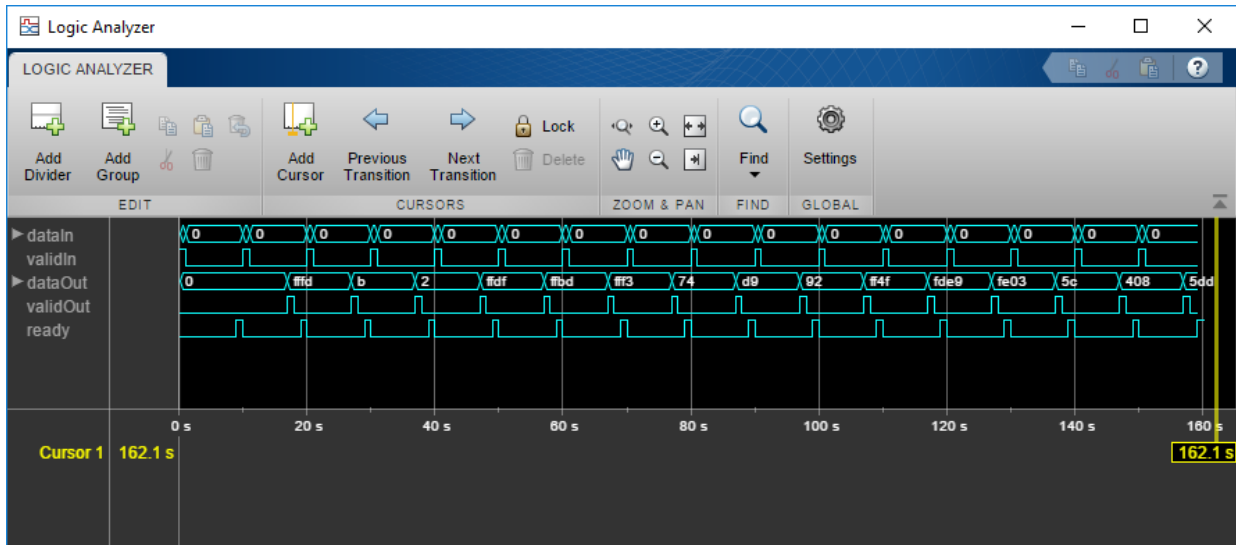 Logic Analyzer
LOGIC ANALYZER
Lock
Add Divider
Add Group
Add Cursor
Previous Transition
Next Transition
Delete
Find
Settings
EDIT CURSORS ZOOM & PAN FIND GLOBAL
dataIn 0 0 0 0 0 0 0 0 0 0 0 0 0 0 0 0
validIn
dataOut 0 fffd b 2 ffdf ffbd fff3 74 d9 92 ff4f fde9 fe03 5c 408 5dd
validOut
ready
0 s 20 s 40 s 60 s 80 s 100 s 120 s 140 s 160 s
Cursor 1 162.1 s 162.1 s